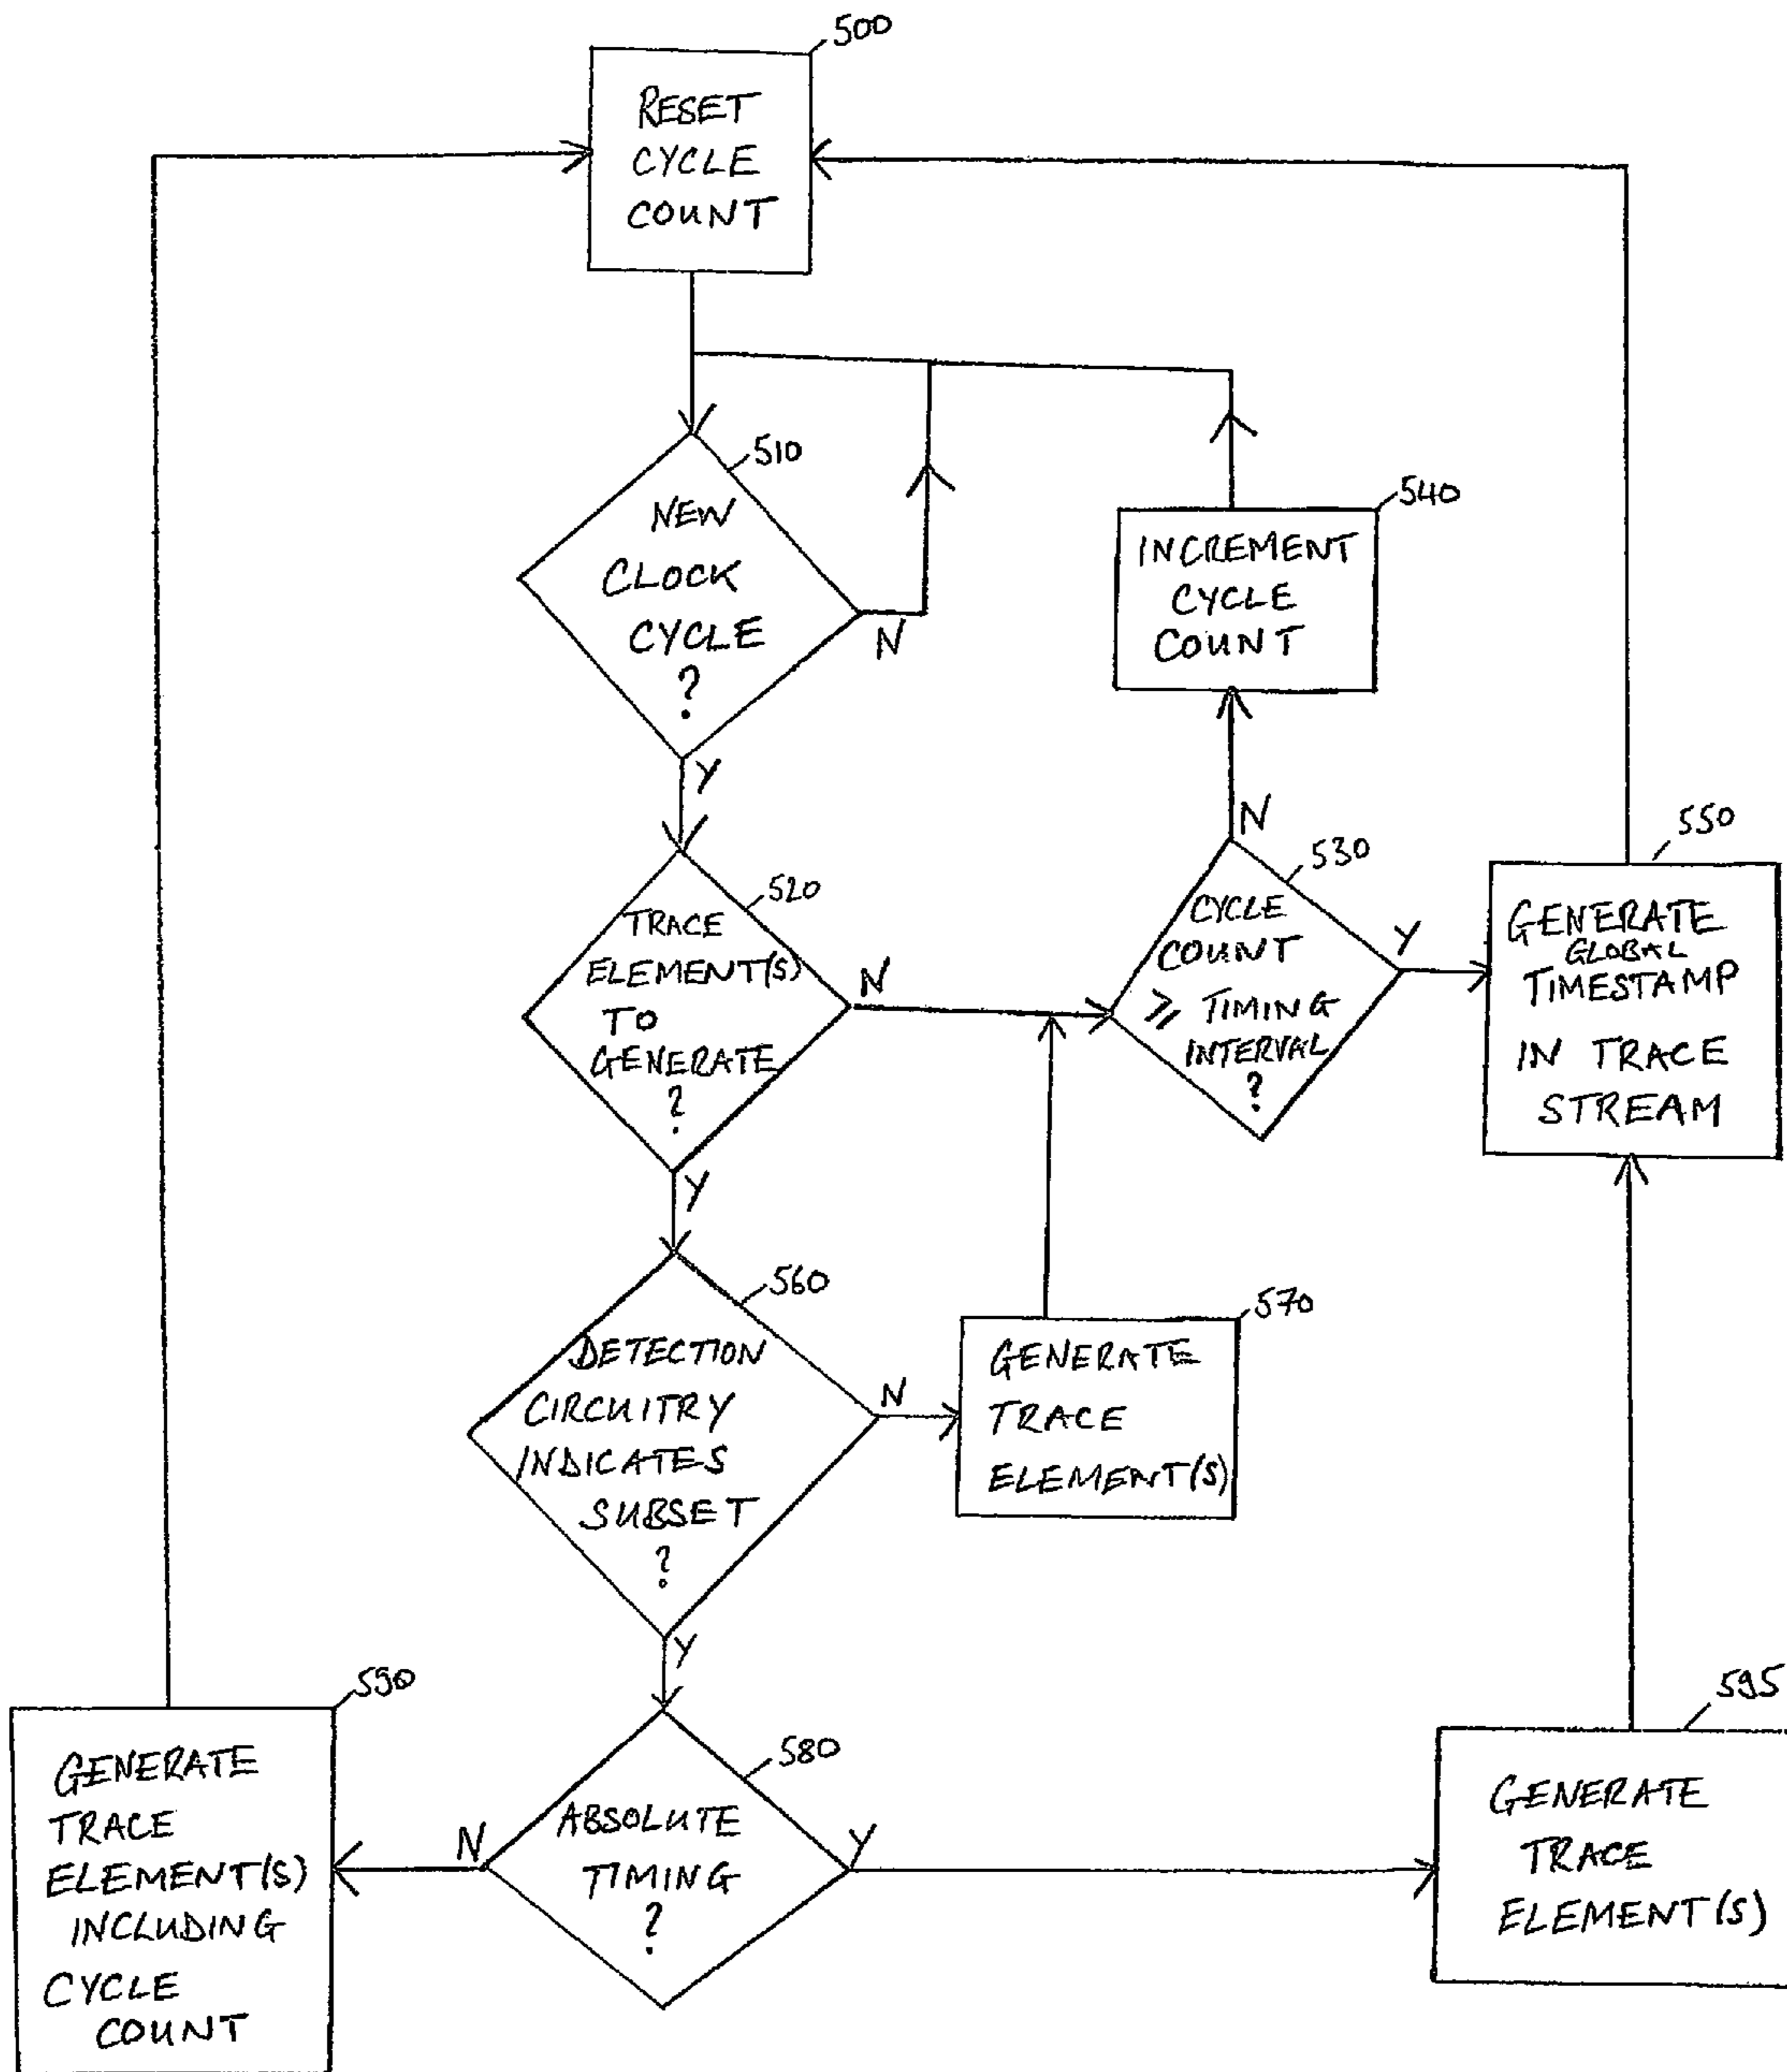 500
RESET
CYCLE
COUNT
510
NEW
CLOCK
CYCLE
?
N
Y
540
INCREMENT
CYCLE
COUNT
N
520
TRACE
ELEMENT(S)
TO
GENERATE
?
N
Y
530
CYCLE
COUNT
⩾ TIMING
INTERVAL
?
Y
550
GENERATE
GLOBAL
TIMESTAMP
IN TRACE
STREAM
560
DETECTION
CIRCUITRY
INDICATES
SUBSET
?
N
Y
570
GENERATE
TRACE
ELEMENT(S)
580
ABSOLUTE
TIMING
?
N
Y
590
GENERATE
TRACE
ELEMENT(S)
INCLUDING
CYCLE
COUNT
595
GENERATE
TRACE
ELEMENT(S)